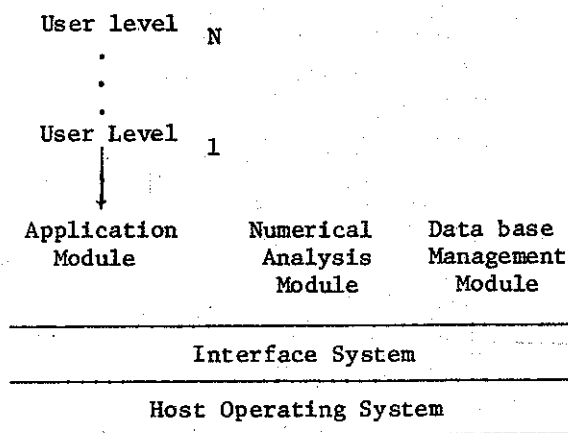 User level N
User Level 1
Application Module
Numerical Analysis Module
Data base Management Module
Interface System
Host Operating System